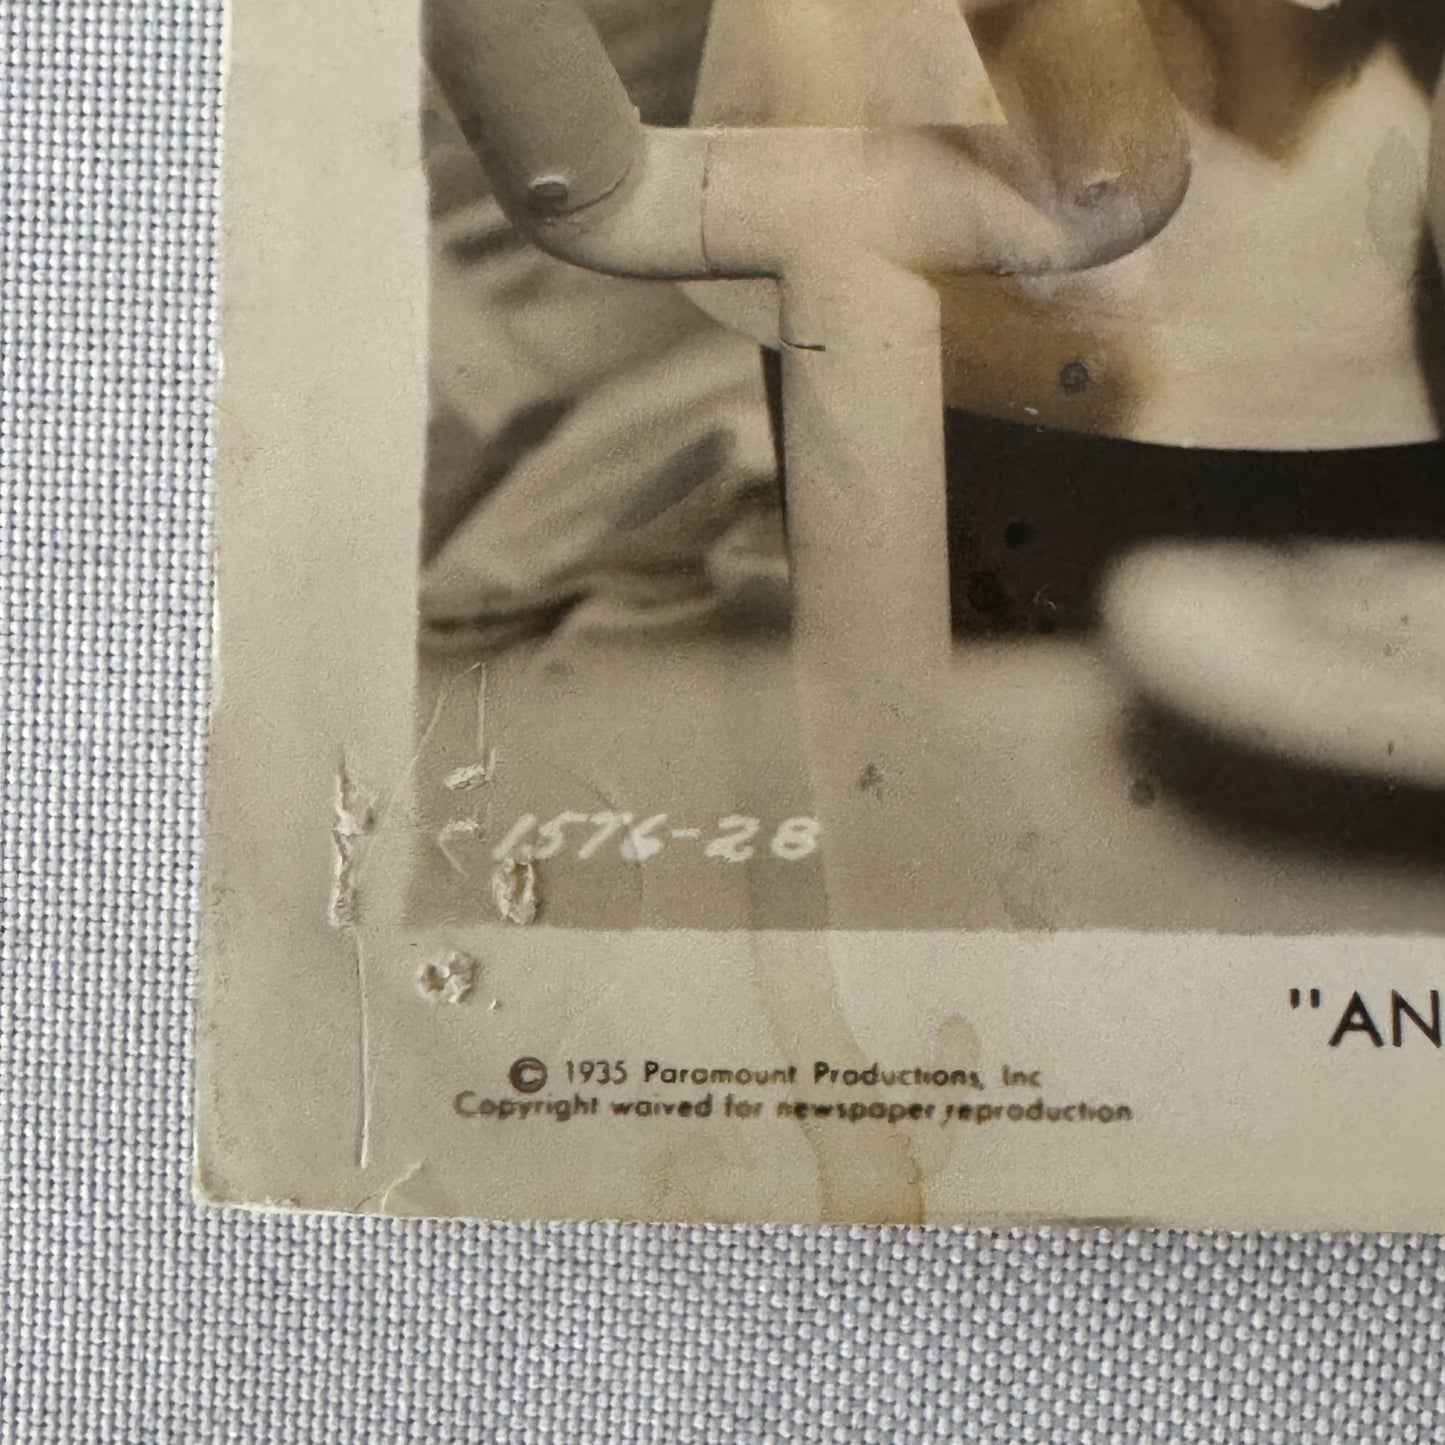 1576-28
"AN
© 1935 Paramount Productions, Inc
Copyright waived for newspaper reproduction